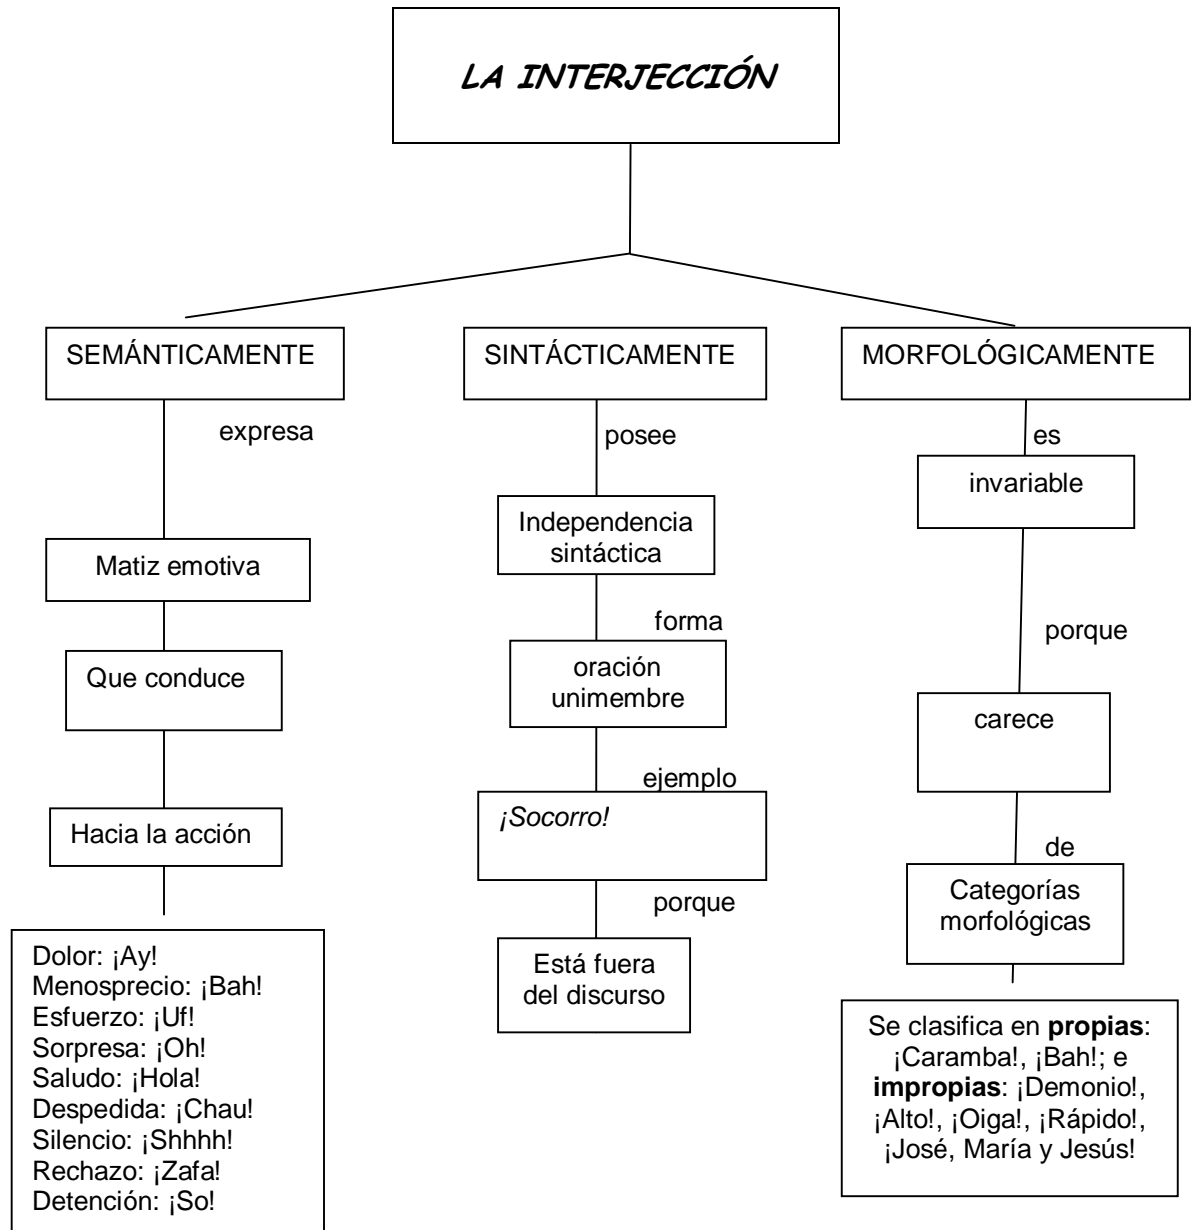 LA INTERJECCIÓN
SEMÁNTICAMENTE
expresa
Matiz emotiva
Que conduce
Hacia la acción
Dolor: ¡Ay!
Menosprecio: ¡Bah!
Esfuerzo: ¡Uf!
Sorpresa: ¡Oh!
Saludo: ¡Hola!
Despedida: ¡Chau!
Silencio: ¡Shhhh!
Rechazo: ¡Zafa!
Detención: ¡So!
SINTÁCTICAMENTE
posee
Independencia
sintáctica
forma
oración
unimembre
ejemplo
¡Socorro!
porque
Está fuera
del discurso
MORFOLÓGICAMENTE
es
invariable
porque
carece
de
Categorías
morfológicas
Se clasifica en propias:
¡Caramba!, ¡Bah!; e
impropias: ¡Demonio!,
¡Alto!, ¡Oiga!, ¡Rápido!,
¡José, María y Jesús!